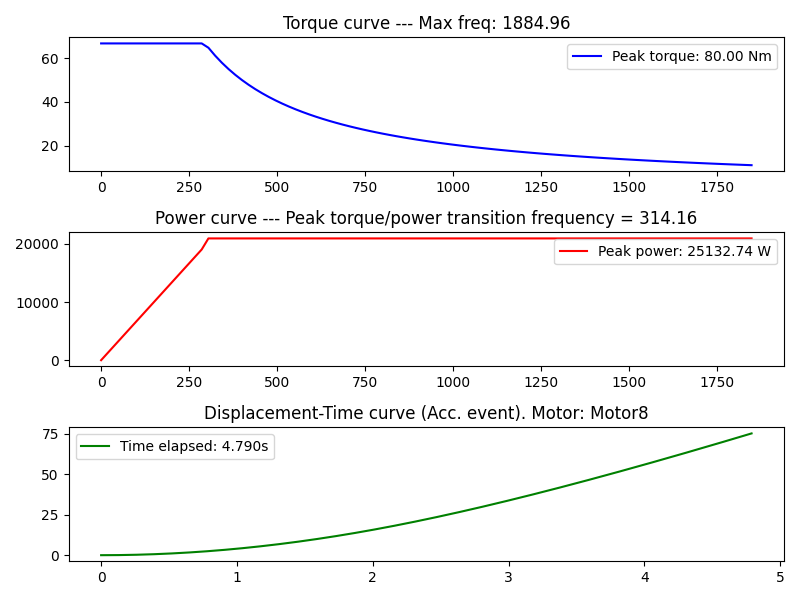 Torque curve --- Max freq: 1884.96
Peak torque: 80.00 Nm
60
40
20
0 250 500 750 1000 1250 1500 1750
Power curve --- Peak torque/power transition frequency = 314.16
Peak power: 25132.74 W
20000
10000
0
0 250 500 750 1000 1250 1500 1750
Displacement-Time curve (Acc. event). Motor: Motor8
Time elapsed: 4.790s
75
50
25
0
0 1 2 3 4 5